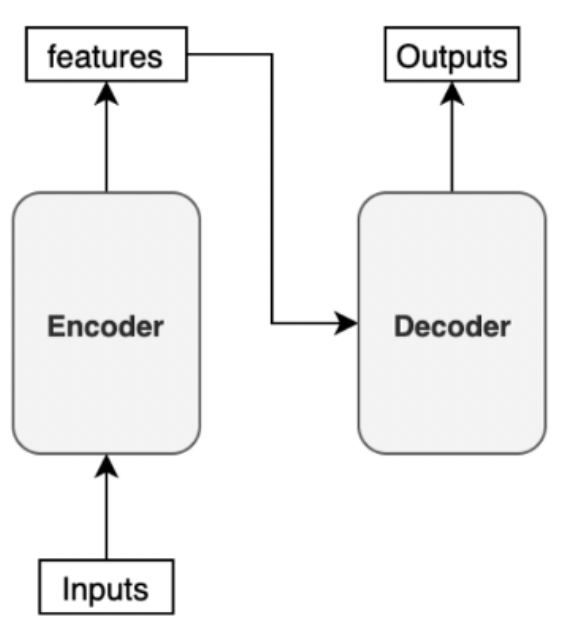 features
Outputs
Encoder
Decoder
Inputs